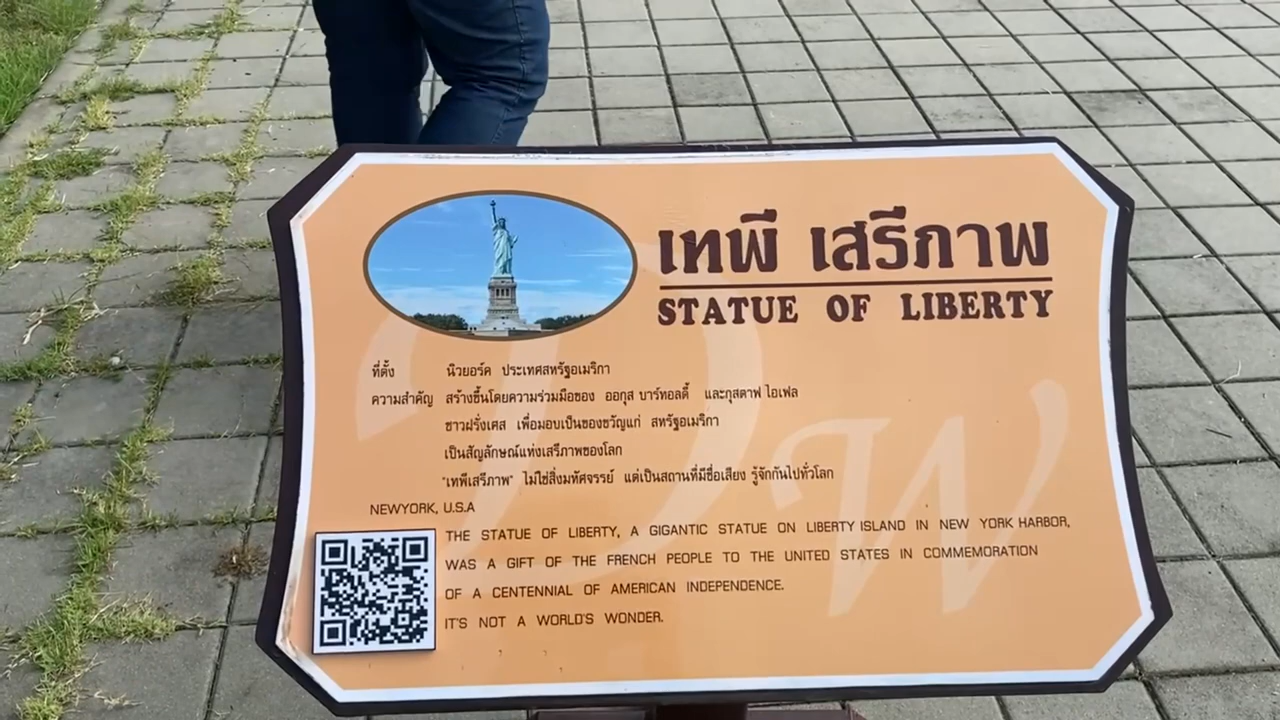 เทพี เสรีภาพ
STATUE OF LIBERTY
ที่ตั้ง นิวยอร์ค ประเทศสหรัฐอเมริกา
ความสำคัญ สร้างขึ้นโดยความร่วมมือของ ออกุส บาร์ทอลดี้ และกุสตาฟ ไอเฟล
ชาวฝรั่งเศส เพื่อมอบเป็นของขวัญแก่ สหรัฐอเมริกา
เป็นสัญลักษณ์แห่งเสรีภาพของโลก
"เทพีเสรีภาพ" ไม่ใช่สิ่งมหัศจรรย์ แต่เป็นสถานที่มีชื่อเสียง รู้จักกันไปทั่วโลก
NEWYORK, U.S.A
THE STATUE OF LIBERTY, A GIGANTIC STATUE ON LIBERTY ISLAND IN NEW YORK HARBOR,
WAS A GIFT OF THE FRENCH PEOPLE TO THE UNITED STATES IN COMMEMORATION
OF A CENTENNIAL OF AMERICAN INDEPENDENCE.
IT'S NOT A WORLD'S WONDER.